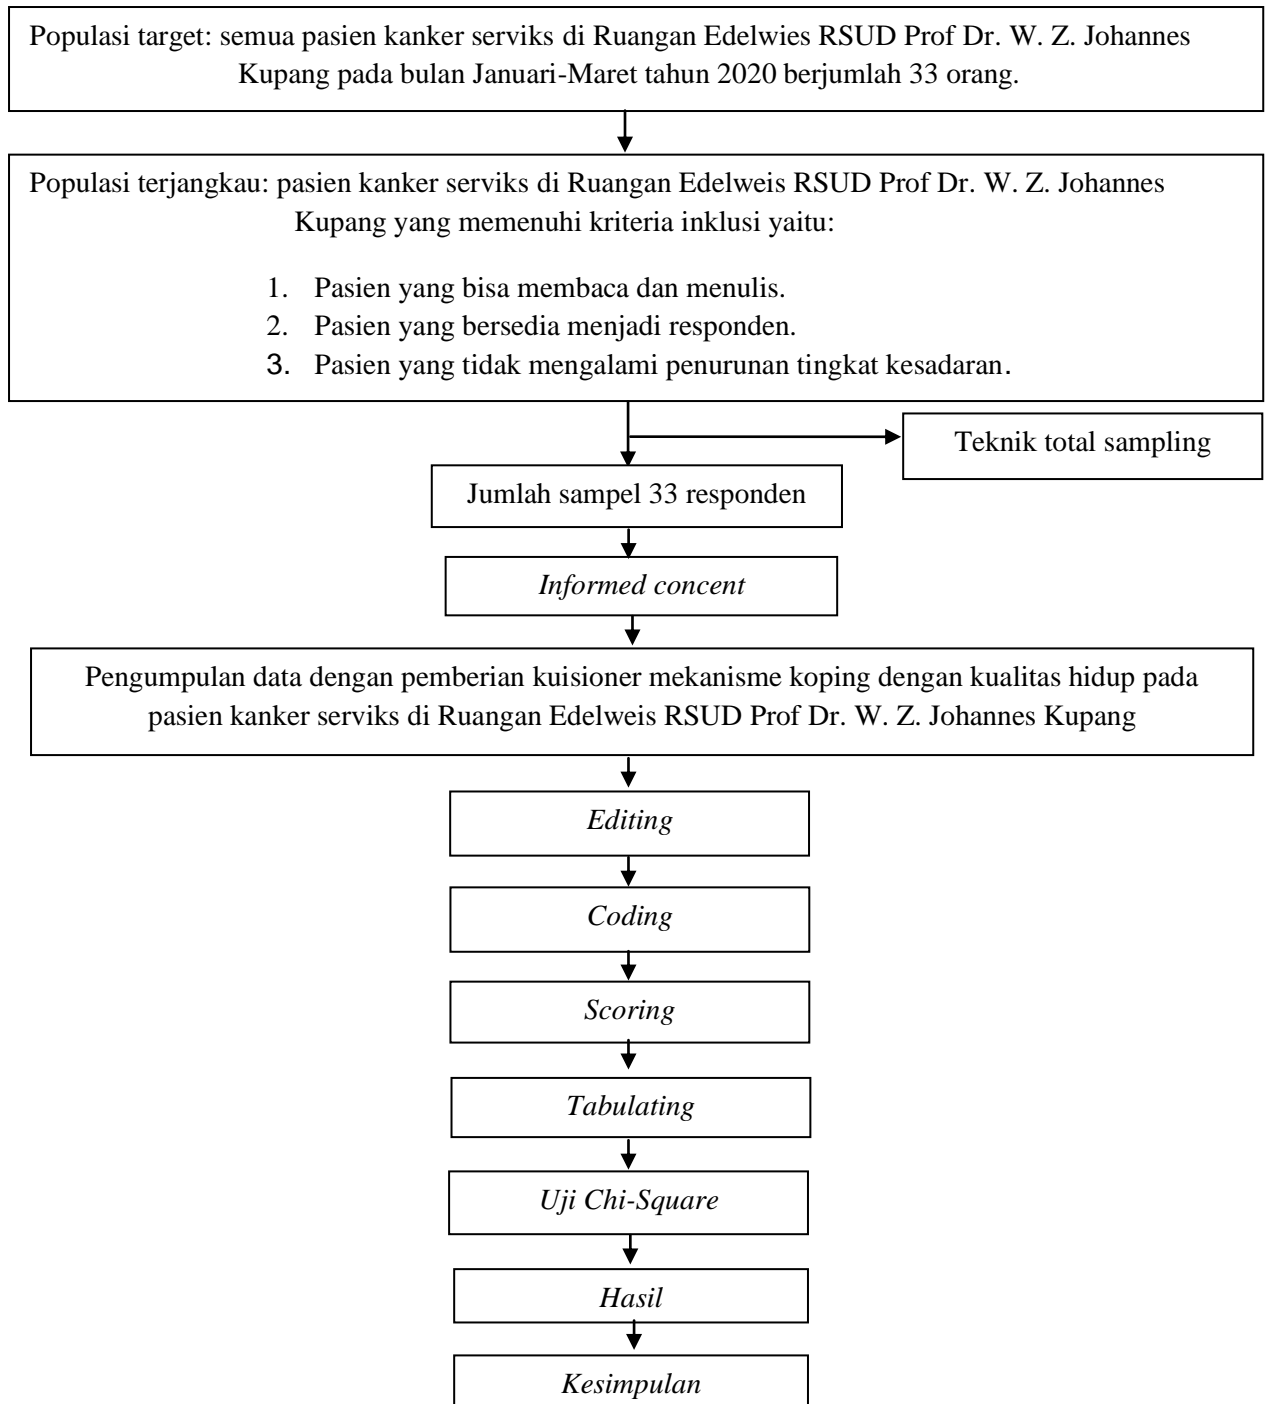 Populasi target: semua pasien kanker serviks di Ruangan Edelwies RSUD Prof Dr. W. Z. Johannes
Kupang pada bulan Januari-Maret tahun 2020 berjumlah 33 orang.
Populasi terjangkau: pasien kanker serviks di Ruangan Edelweis RSUD Prof Dr. W. Z. Johannes
Kupang yang memenuhi kriteria inklusi yaitu:
1. Pasien yang bisa membaca dan menulis.
2. Pasien yang bersedia menjadi responden.
3. Pasien yang tidak mengalami penurunan tingkat kesadaran.
Teknik total sampling
Jumlah sampel 33 responden
Informed concent
Pengumpulan data dengan pemberian kuisioner mekanisme koping dengan kualitas hidup pada
pasien kanker serviks di Ruangan Edelweis RSUD Prof Dr. W. Z. Johannes Kupang
Editing
Coding
Scoring
Tabulating
Uji Chi-Square
Hasil
Kesimpulan